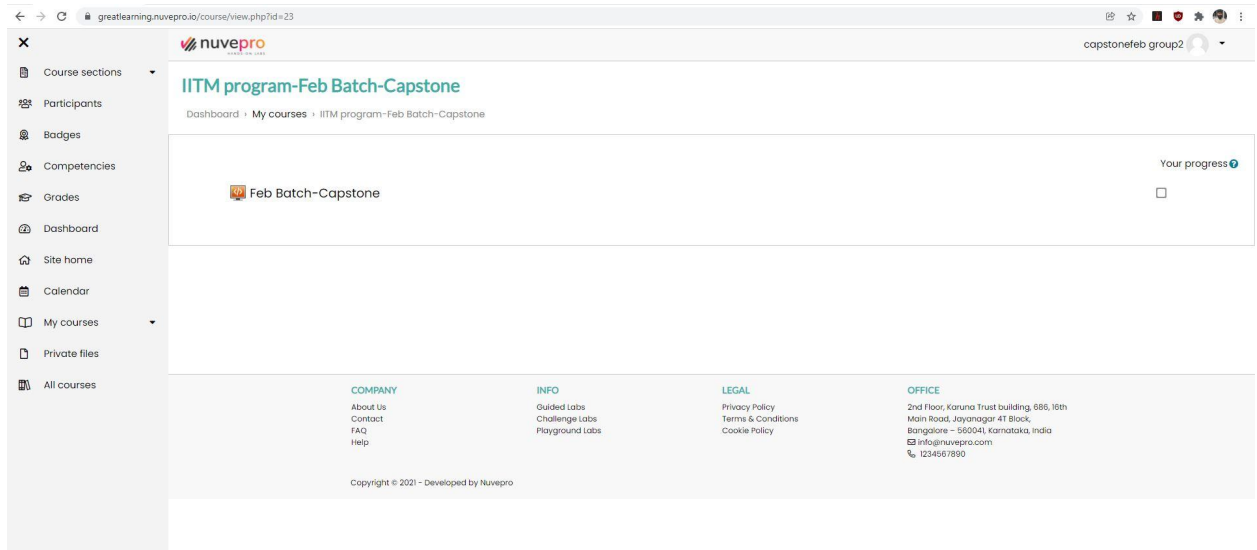 greatlearning.nuvepro.io/course/view.php?id=23
nuvepro
HANDS-ON LABS
capstonefeb group2
Course sections
Participants
Badges
Competencies
Grades
Dashboard
Site home
Calendar
My courses
Private files
All courses
IITM program-Feb Batch-Capstone
Dashboard › My courses › IITM program-Feb Batch-Capstone
Your progress
Feb Batch-Capstone
COMPANY
About Us
Contact
FAQ
Help
INFO
Guided Labs
Challenge Labs
Playground Labs
LEGAL
Privacy Policy
Terms & Conditions
Cookie Policy
OFFICE
2nd Floor, Karuna Trust building, 686, 16th
Main Road, Jayanagar 4T Block,
Bangalore – 560041, Karnataka, India
info@nuvepro.com
1234567890
Copyright © 2021 - Developed by Nuvepro